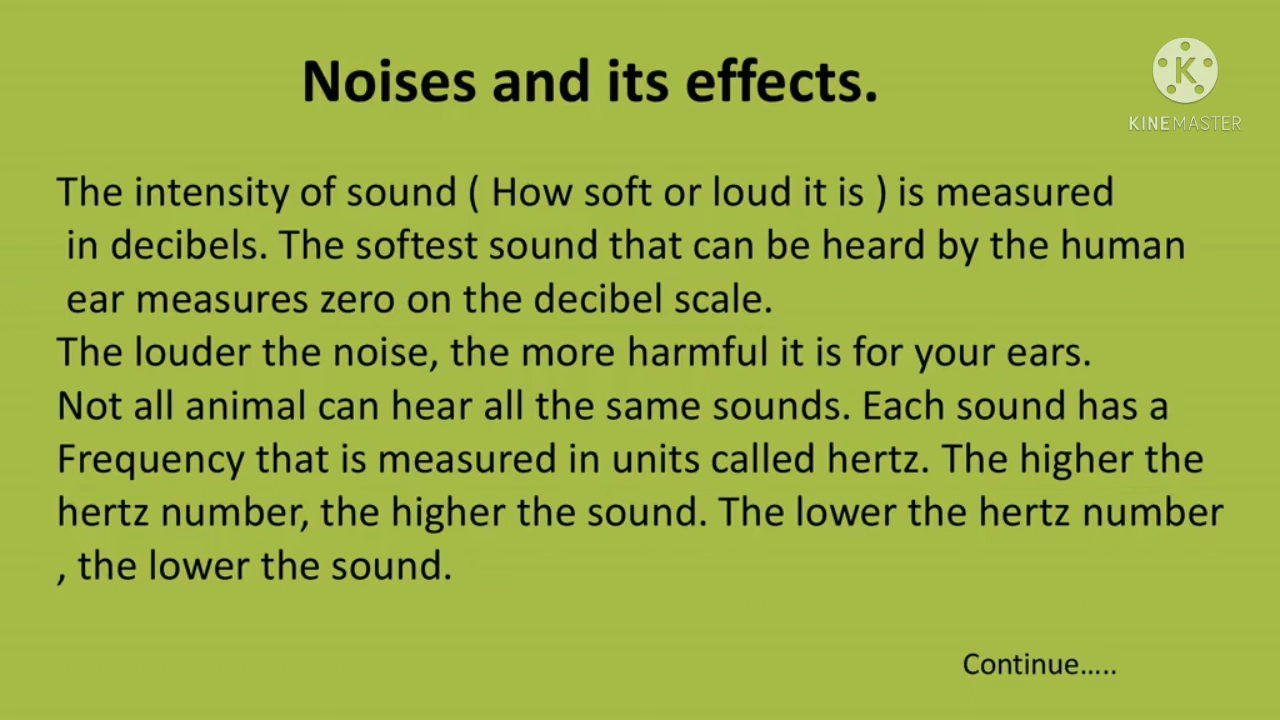 Noises and its effects.
K
KINEMASTER
The intensity of sound ( How soft or loud it is ) is measured
in decibels. The softest sound that can be heard by the human
ear measures zero on the decibel scale.
The louder the noise, the more harmful it is for your ears.
Not all animal can hear all the same sounds. Each sound has a
Frequency that is measured in units called hertz. The higher the
hertz number, the higher the sound. The lower the hertz number
, the lower the sound.
Continue…..